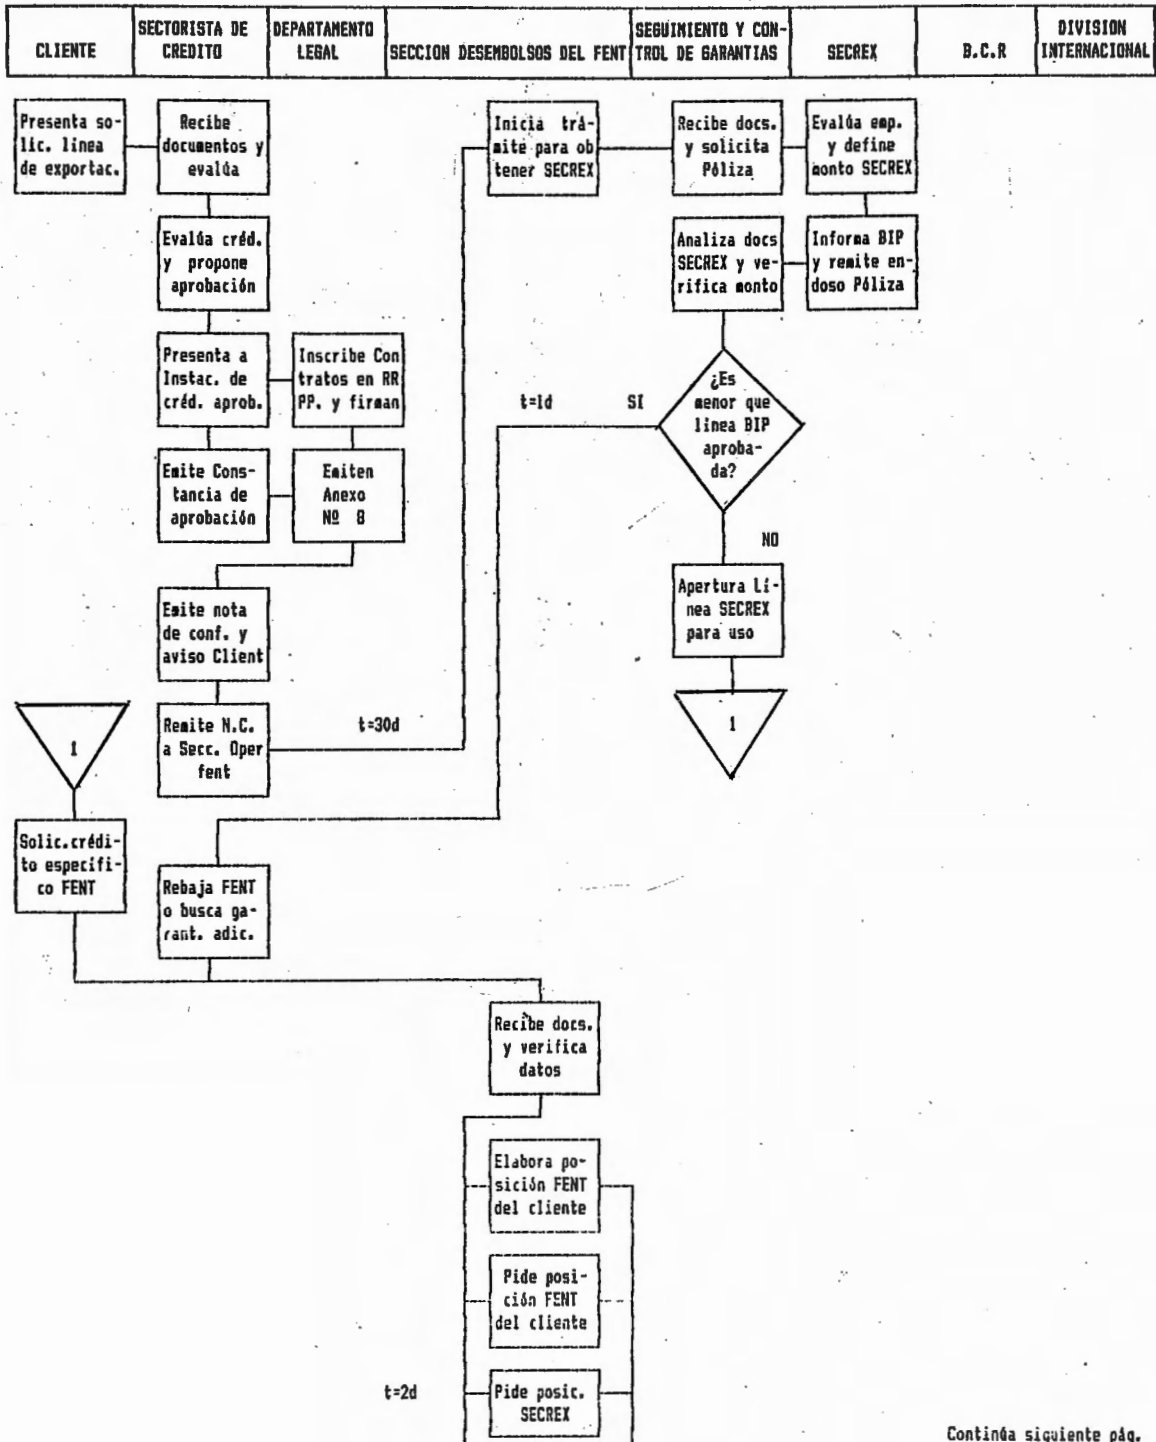 CLIENTE
SECTORISTA DE
CREDITO
DEPARTAMENTO
LEGAL
SECCION DESEMBOLSOS DEL FENT
SEGUIMIENTO Y CON-
TROL DE GARANTIAS
SECREX
B.C.R
DIVISION
INTERNACIONAL
Presenta so-
lic. línea
de exportac.
Recibe
documentos y
evalúa
Inicia trá-
mite para ob
tener SECREX
Recibe docs.
y solicita
Póliza
Evalúa emp.
y define
monto SECREX
Evalúa créd.
y propone
aprobación
Analiza docs
SECREX y ve-
rifica monto
Informa BIP
y remite en-
doso Póliza
Presenta a
Instac. de
créd. aprob.
Inscribe Con
tratos en RR
PP. y firman
t=1d
SI
¿Es
menor que
línea BIP
aproba-
da?
Emite Cons-
tancia de
aprobación
Emiten
Anexo
Nº 8
NO
Emite nota
de conf. y
aviso Client
Apertura Lí-
nea SECREX
para uso
1
Remite N.C.
a Secc. Oper
fent
t=30d
1
Solic.crédi-
to específi-
co FENT
Rebaja FENT
o busca ga-
rant. adic.
Recibe docs.
y verifica
datos
Elabora po-
sición FENT
del cliente
Pide posi-
ción FENT
del cliente
t=2d
Pide posic.
SECREX
Continúa siguiente pág.